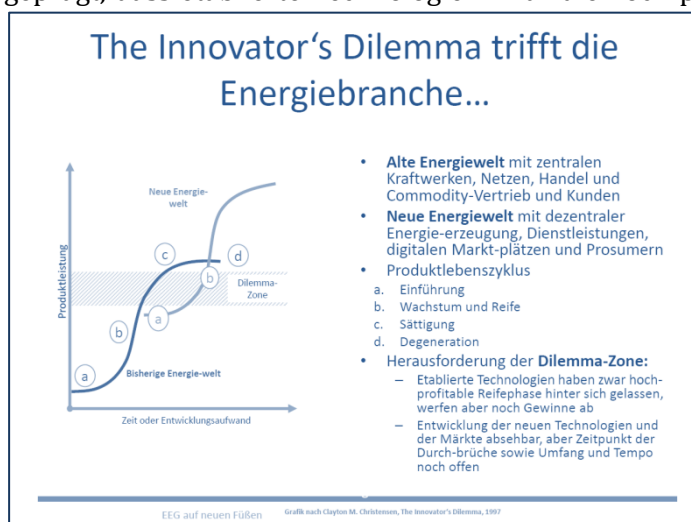 The Innovator‘s Dilemma trifft die
Energiebranche…
Neue Energie-
welt
c
d
b
Dilemma-
Zone
a
b
a
Bisherige Energie-welt
Produktleistung
Zeit oder Entwicklungsaufwand
• Alte Energiewelt mit zentralen
Kraftwerken, Netzen, Handel und
Commodity-Vertrieb und Kunden
• Neue Energiewelt mit dezentraler
Energie-erzeugung, Dienstleistungen,
digitalen Markt-plätzen und Prosumern
• Produktlebenszyklus
a. Einführung
b. Wachstum und Reife
c. Sättigung
d. Degeneration
• Herausforderung der Dilemma-Zone:
– Etablierte Technologien haben zwar hoch-
profitable Reifephase hinter sich gelassen,
werfen aber noch Gewinne ab
– Entwicklung der neuen Technologien und
der Märkte absehbar, aber Zeitpunkt der
Durch-brüche sowie Umfang und Tempo
noch offen
EEG auf neuen Füßen
Grafik nach Clayton M. Christensen, The Innovator‘s Dilemma, 1997